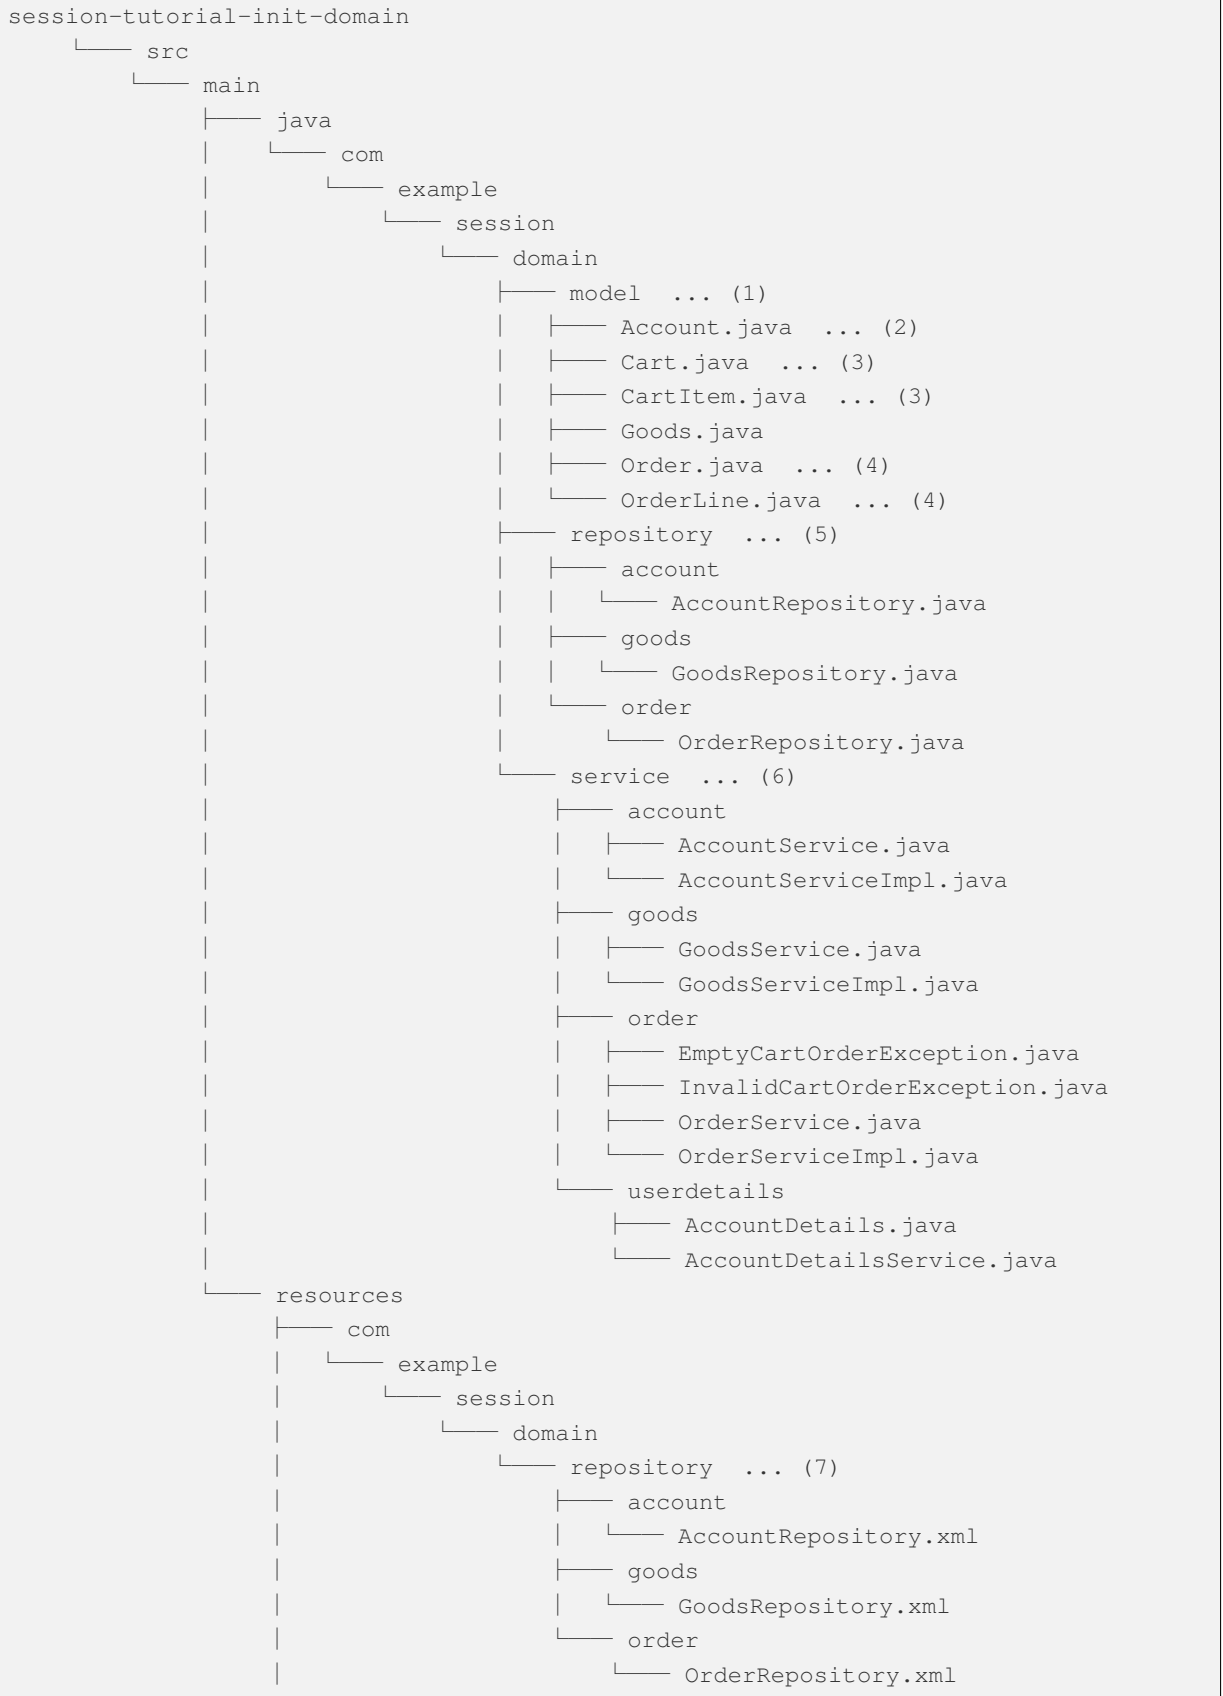 session-tutorial-init-domain
└── src
└── main
├── java
│ └── com
│ └── example
│ └── session
│ └── domain
│ ├── model ... (1)
│ │ ├── Account.java ... (2)
│ │ ├── Cart.java ... (3)
│ │ ├── CartItem.java ... (3)
│ │ ├── Goods.java
│ │ ├── Order.java ... (4)
│ │ └── OrderLine.java ... (4)
│ ├── repository ... (5)
│ │ ├── account
│ │ │ └── AccountRepository.java
│ │ ├── goods
│ │ │ └── GoodsRepository.java
│ │ └── order
│ │ └── OrderRepository.java
│ └── service ... (6)
│ ├── account
│ │ ├── AccountService.java
│ │ └── AccountServiceImpl.java
│ ├── goods
│ │ ├── GoodsService.java
│ │ └── GoodsServiceImpl.java
│ ├── order
│ │ ├── EmptyCartOrderException.java
│ │ ├── InvalidCartOrderException.java
│ │ ├── OrderService.java
│ │ └── OrderServiceImpl.java
│ └── userdetails
│ ├── AccountDetails.java
│ └── AccountDetailsService.java
└── resources
├── com
│ └── example
│ └── session
│ └── domain
│ └── repository ... (7)
│ ├── account
│ │ └── AccountRepository.xml
│ ├── goods
│ │ └── GoodsRepository.xml
│ └── order
│ └── OrderRepository.xml